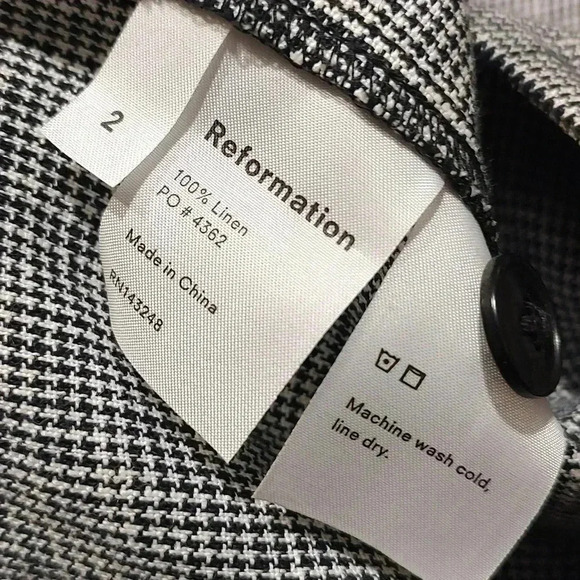 2
Reformation
100% Linen
PO # 4362
Made in China
RN143248
Machine wash cold,
line dry.